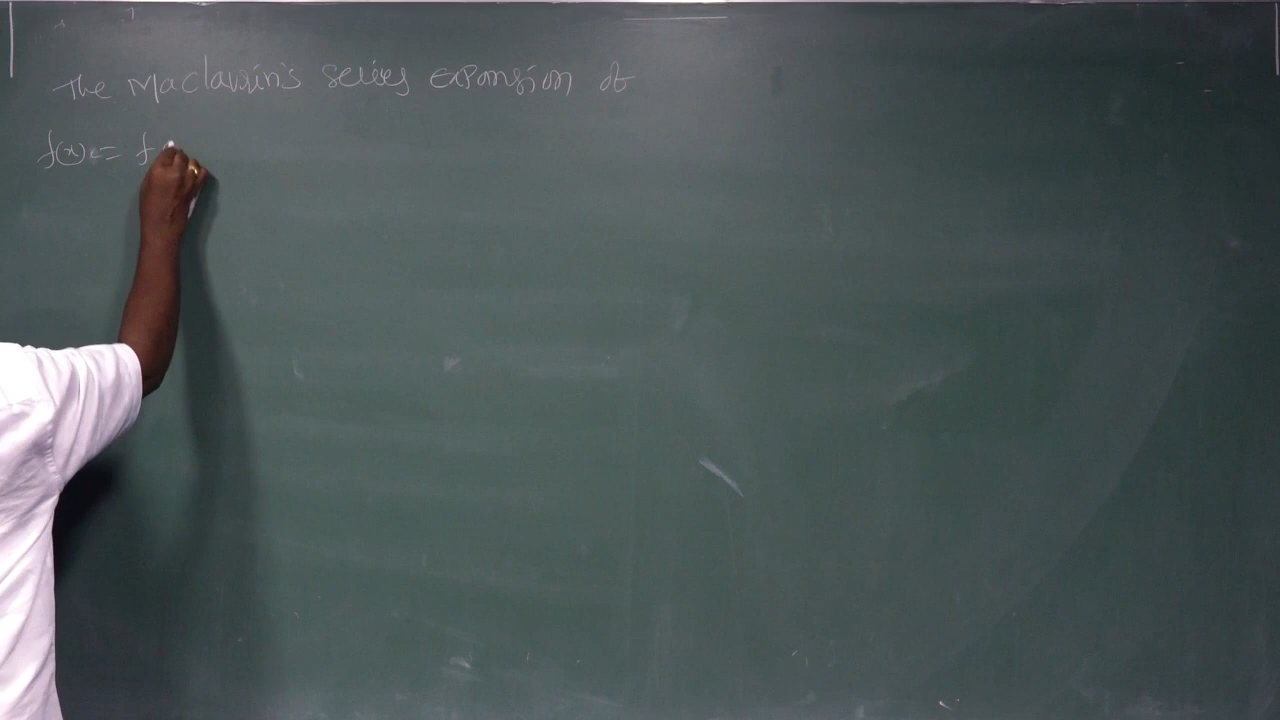 The Maclaurin's series expansion of
f(x) = f